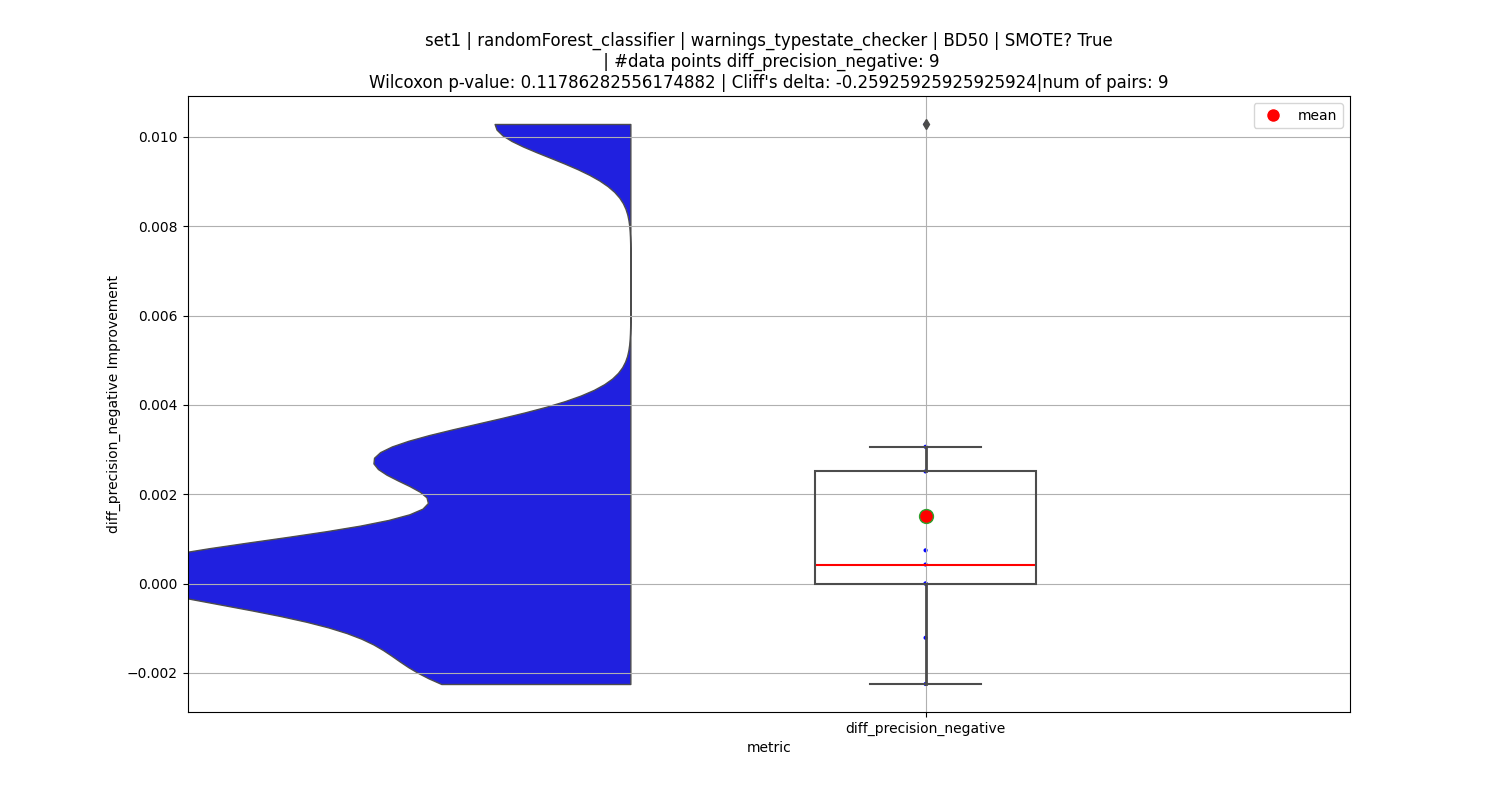 set1 | randomForest_classifier | warnings_typestate_checker | BD50 | SMOTE? True
| #data points diff_precision_negative: 9
Wilcoxon p-value: 0.11786282556174882 | Cliff's delta: -0.25925925925925924|num of pairs: 9
mean
0.010
0.008
0.006
0.004
0.002
0.000
−0.002
diff_precision_negative Improvement
diff_precision_negative
metric